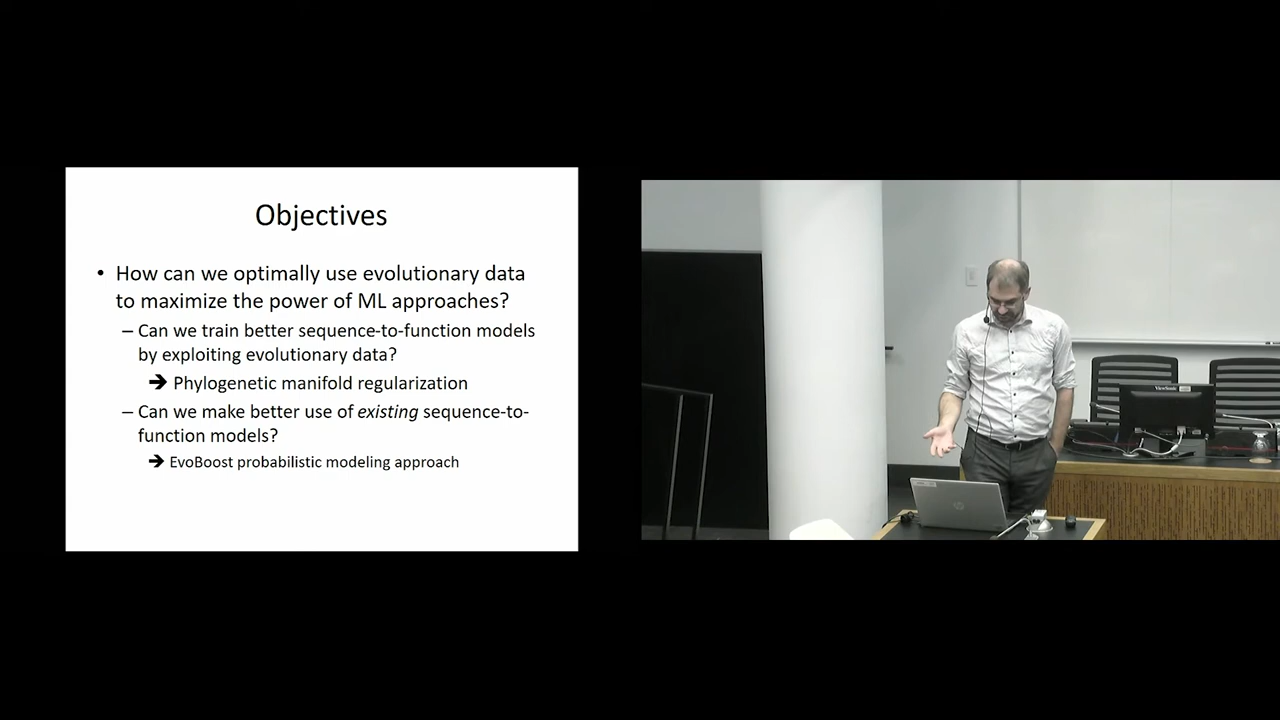 Objectives
• How can we optimally use evolutionary data
to maximize the power of ML approaches?
– Can we train better sequence-to-function models
by exploiting evolutionary data?
➔ Phylogenetic manifold regularization
– Can we make better use of existing sequence-to-
function models?
➔ EvoBoost probabilistic modeling approach
ViewSonic
hp